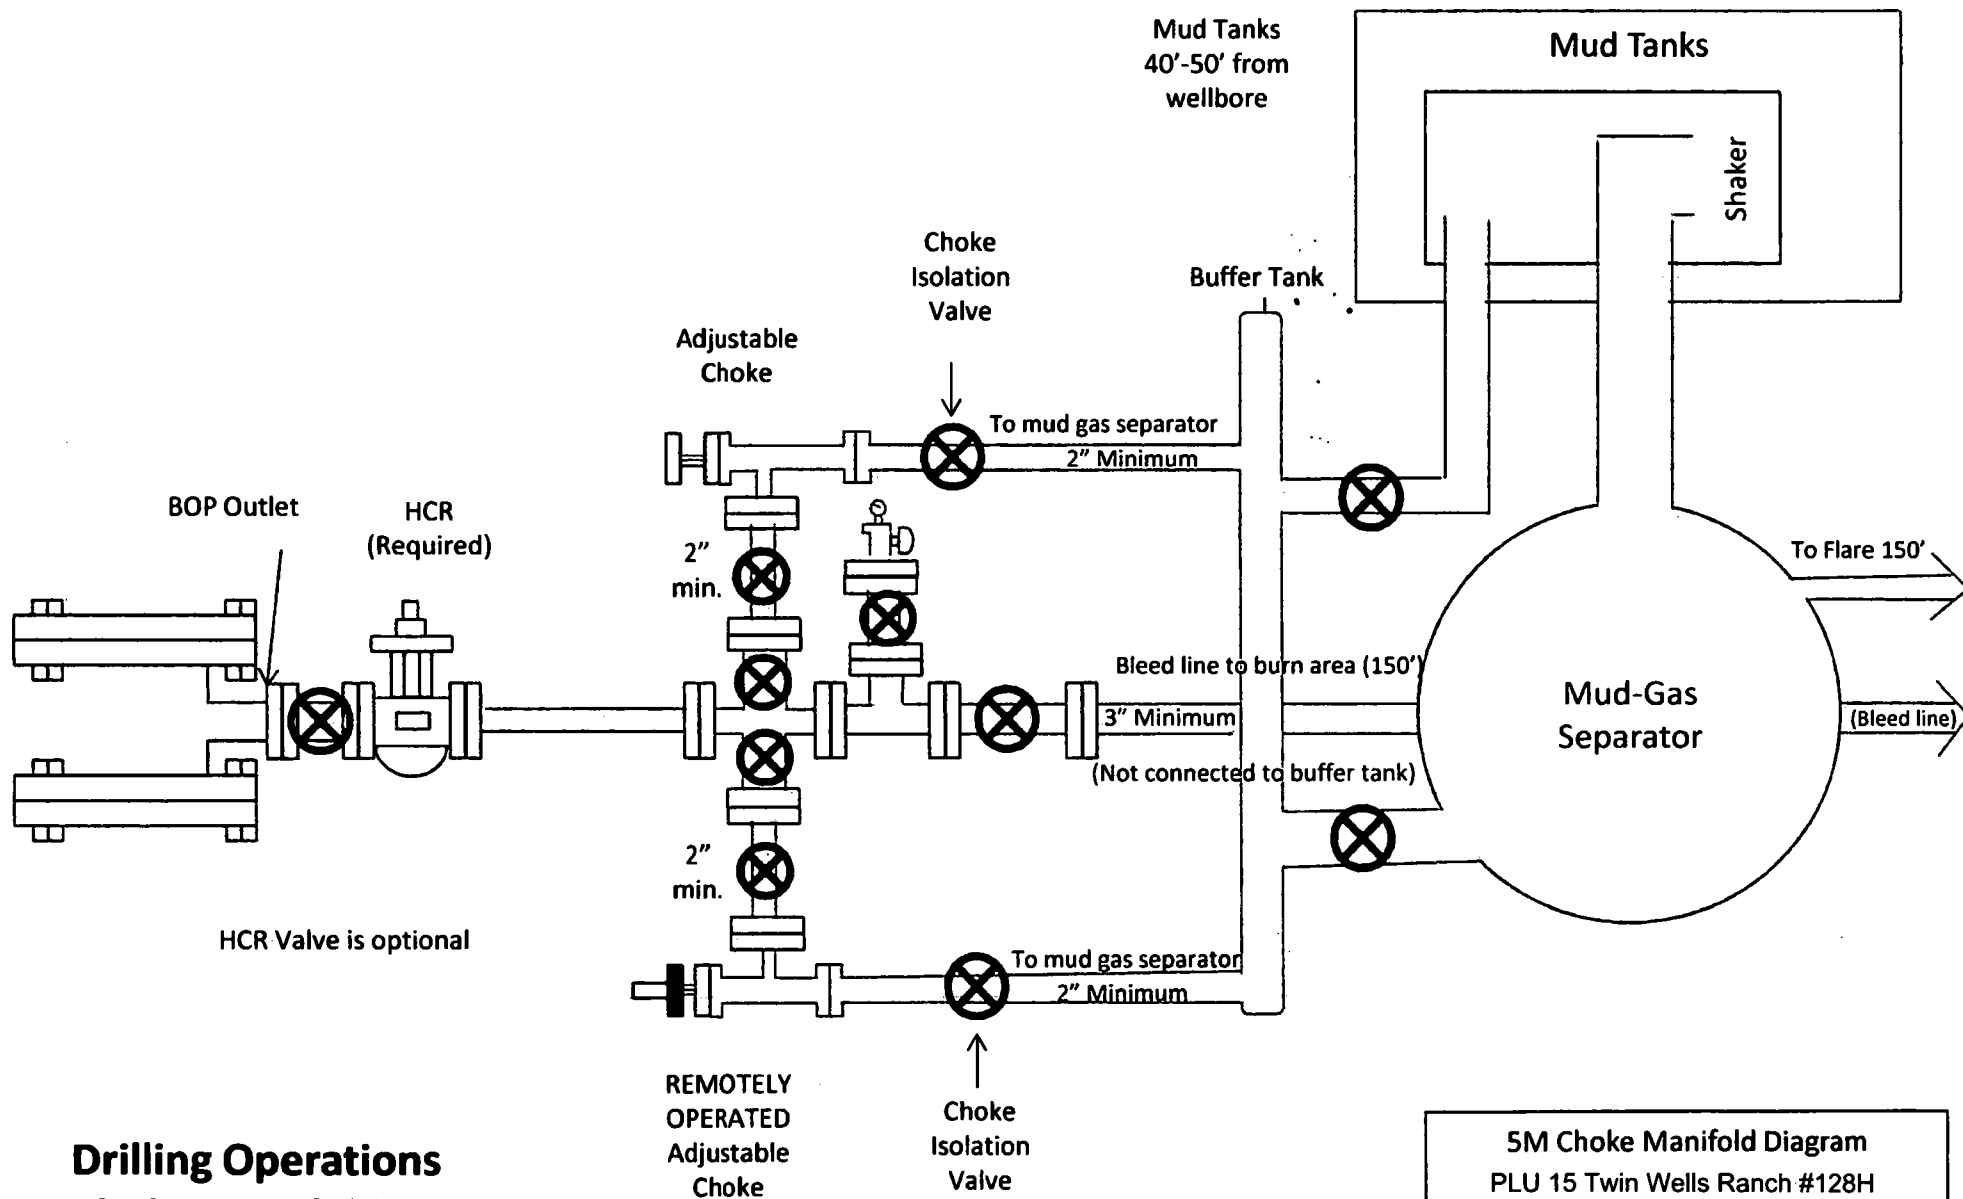 Mud Tanks
40'-50' from
wellbore
Mud Tanks
Shaker
Choke
Isolation
Valve
Buffer Tank
Adjustable
Choke
To mud gas separator
2" Minimum
BOP Outlet
HCR
(Required)
2"
min.
To Flare 150'
Bleed line to burn area (150')
3" Minimum
(Not connected to buffer tank)
Mud-Gas
Separator
(Bleed line)
2"
min.
HCR Valve is optional
To mud gas separator
2" Minimum
REMOTELY
OPERATED
Adjustable
Choke
Choke
Isolation
Valve
Drilling Operations
5M Choke Manifold Diagram
PLU 15 Twin Wells Ranch #128H